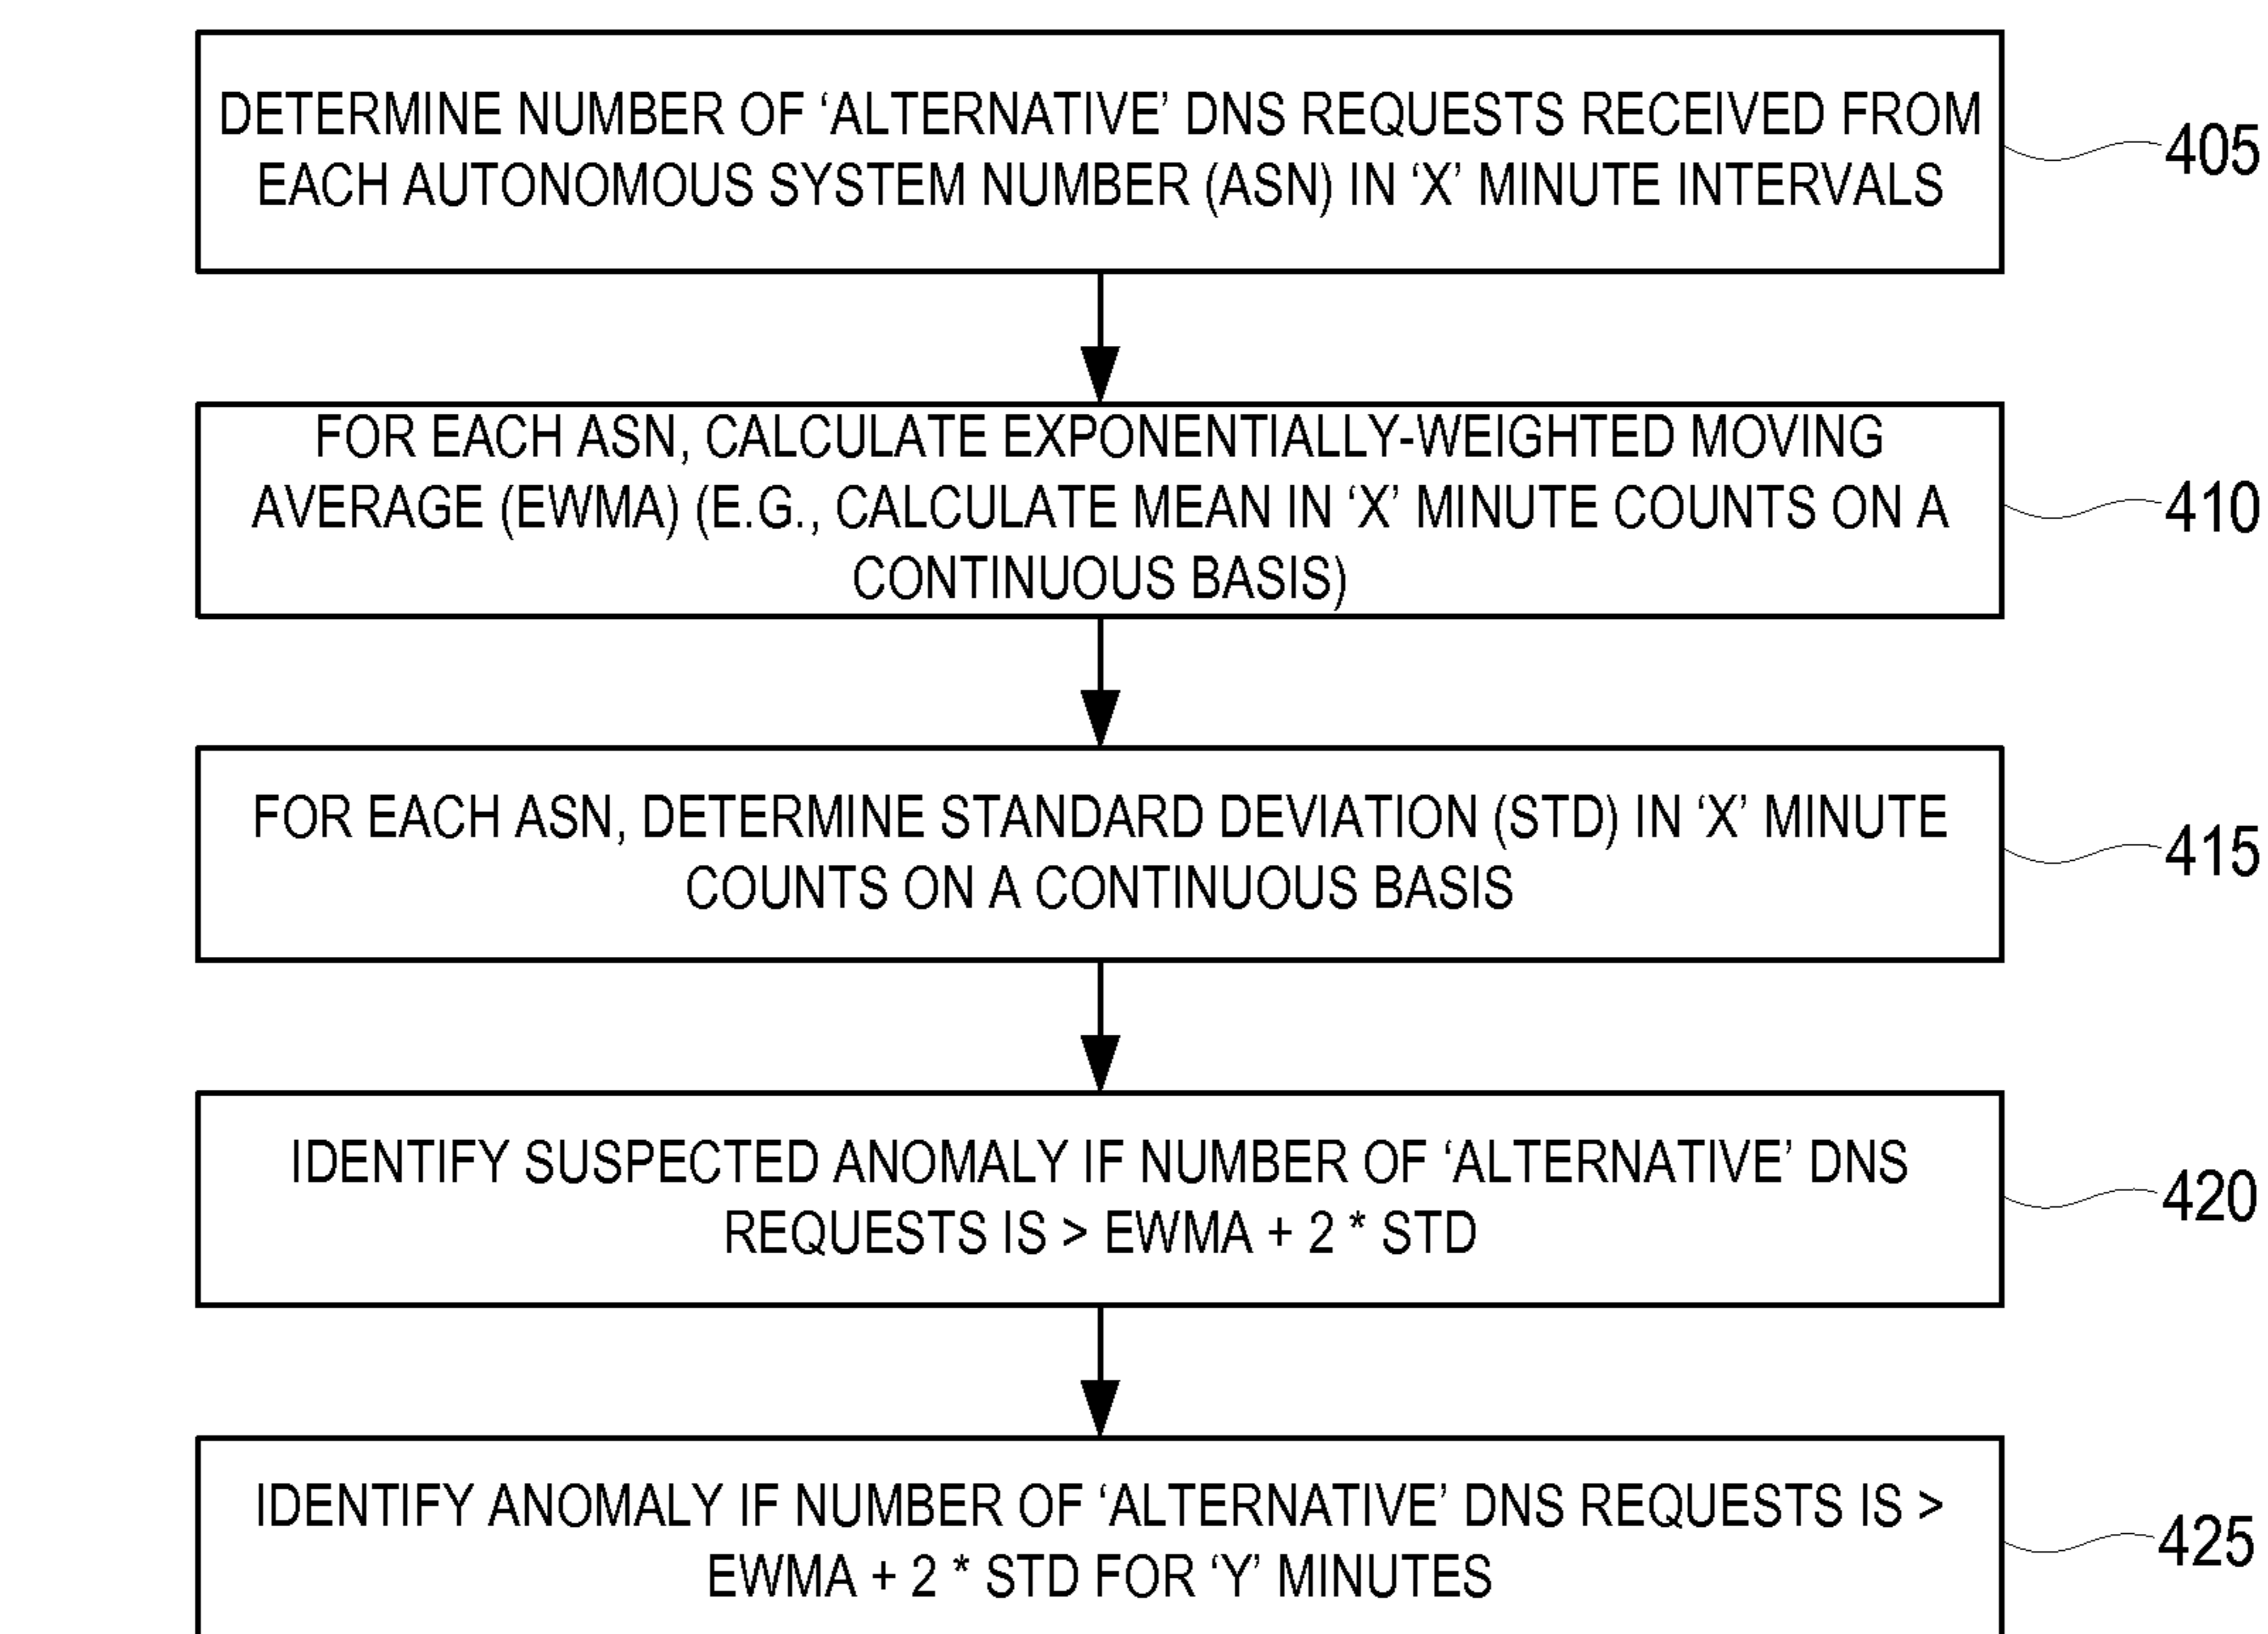 DETERMINE NUMBER OF ‘ALTERNATIVE’ DNS REQUESTS RECEIVED FROM
EACH AUTONOMOUS SYSTEM NUMBER (ASN) IN ‘X’ MINUTE INTERVALS
405
FOR EACH ASN, CALCULATE EXPONENTIALLY-WEIGHTED MOVING
AVERAGE (EWMA) (E.G., CALCULATE MEAN IN ‘X’ MINUTE COUNTS ON A
CONTINUOUS BASIS)
410
FOR EACH ASN, DETERMINE STANDARD DEVIATION (STD) IN ‘X’ MINUTE
COUNTS ON A CONTINUOUS BASIS
415
IDENTIFY SUSPECTED ANOMALY IF NUMBER OF ‘ALTERNATIVE’ DNS
REQUESTS IS > EWMA + 2 * STD
420
IDENTIFY ANOMALY IF NUMBER OF ‘ALTERNATIVE’ DNS REQUESTS IS >
EWMA + 2 * STD FOR ‘Y’ MINUTES
425